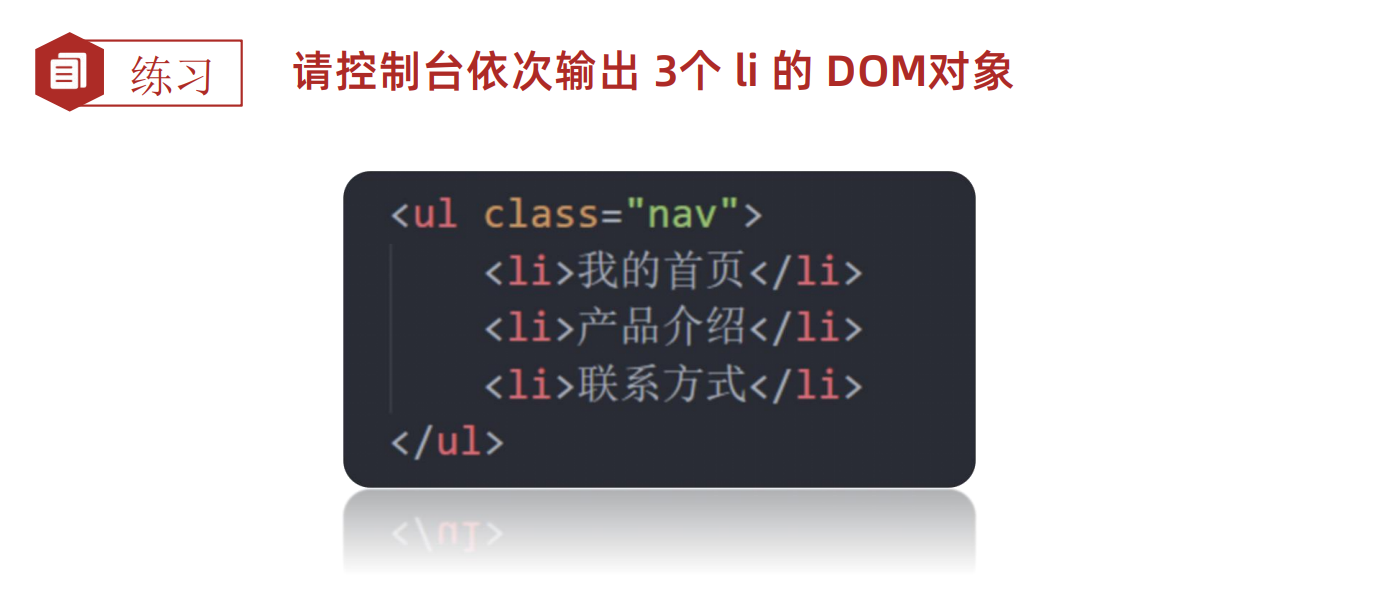 练习
请控制台依次输出 3个 li 的 DOM对象
<ul class="nav">
<li>我的首页</li>
<li>产品介绍</li>
<li>联系方式</li>
</ul>